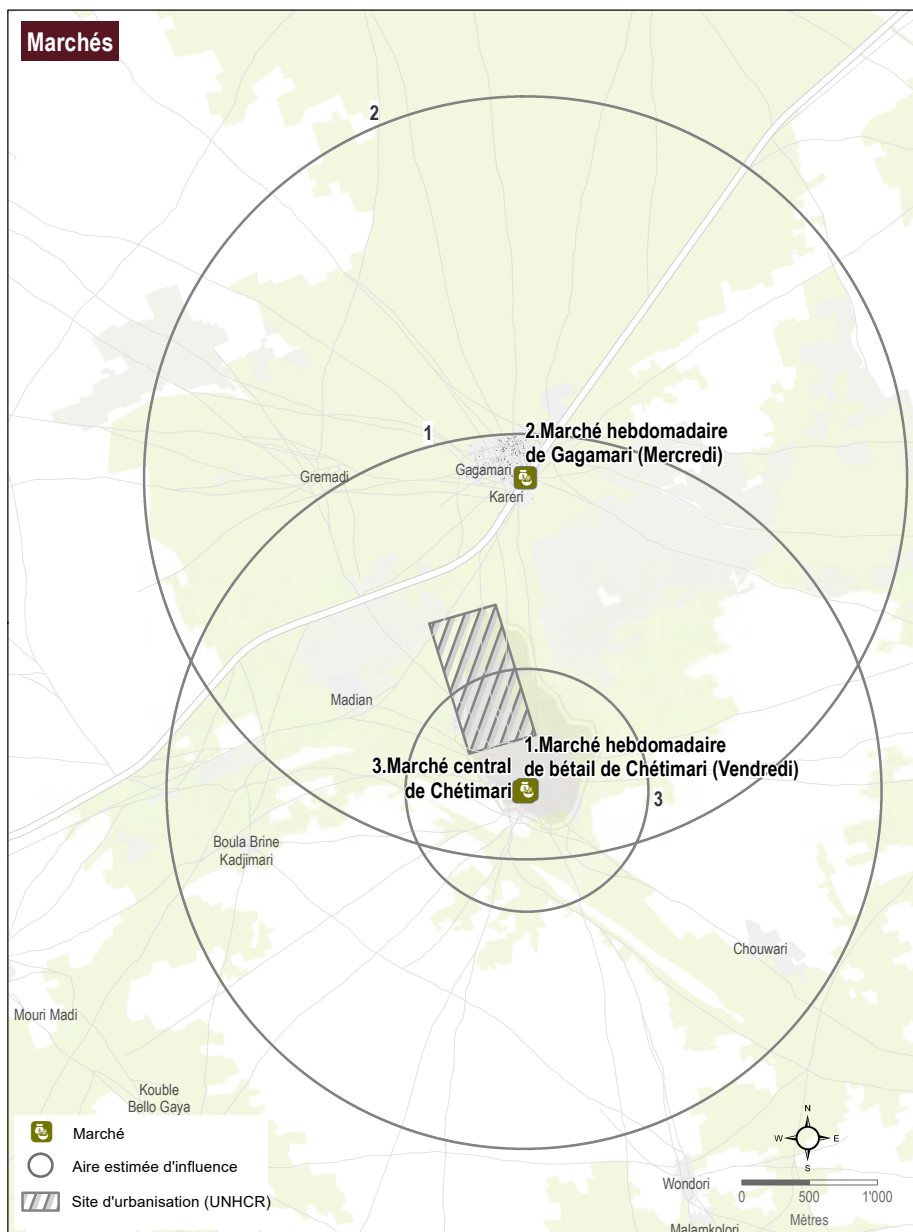 Marchés
2
1
2.Marché hebdomadaire
de Gagamari (Mercredi)
Gagamari
Gremadi
Kareri
Madian
1.Marché hebdomadaire
de bétail de Chétimari (Vendredi)
3.Marché central
de Chétimari
3
Boula Brine
Kadjimari
Chouwari
Mouri Madi
Kouble
Bello Gaya
Marché
Aire estimée d'influence
Site d'urbanisation (UNHCR)
N
W
E
S
Wondori
0
500
1'000
Mètres
Malamkolori